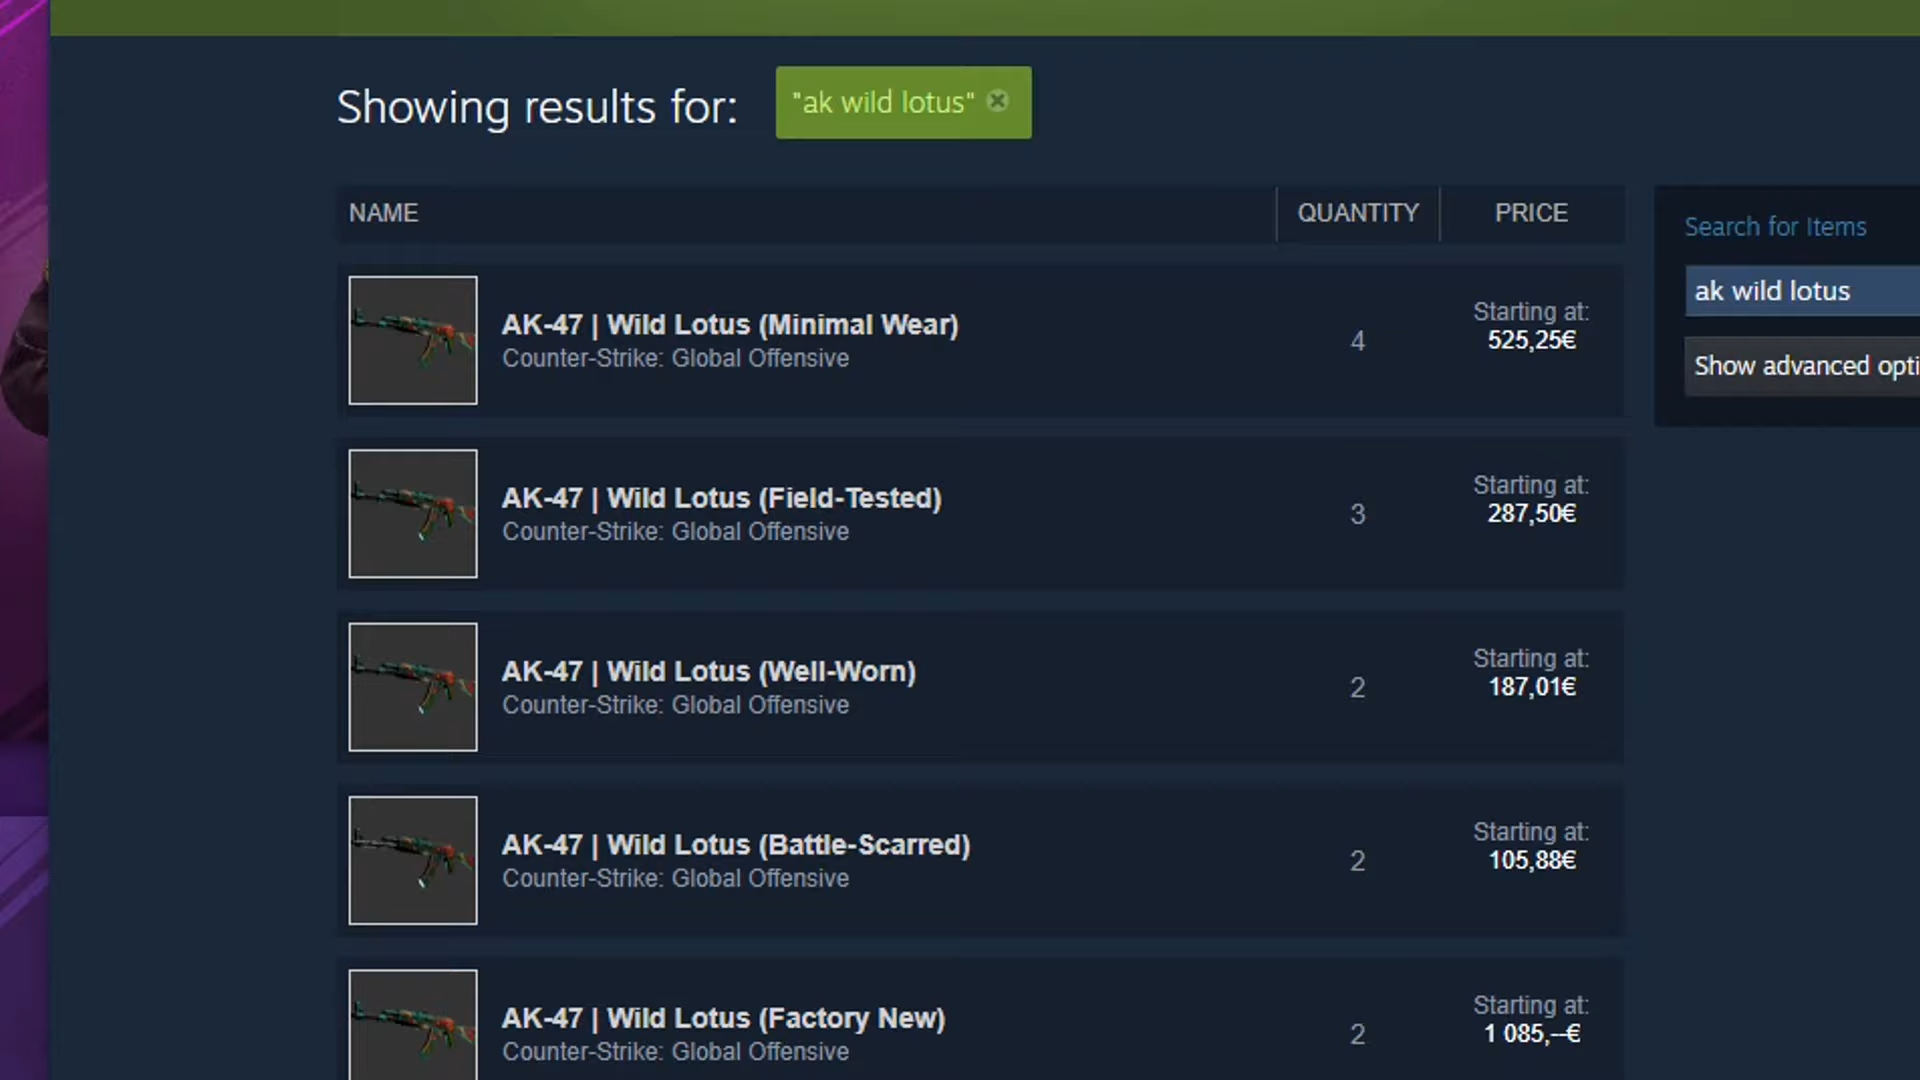 Showing results for:
"ak wild lotus"
NAME
QUANTITY
PRICE
AK-47 | Wild Lotus (Minimal Wear)
Counter-Strike: Global Offensive
4
Starting at:
525,25€
AK-47 | Wild Lotus (Field-Tested)
Counter-Strike: Global Offensive
3
Starting at:
287,50€
AK-47 | Wild Lotus (Well-Worn)
Counter-Strike: Global Offensive
2
Starting at:
187,01€
AK-47 | Wild Lotus (Battle-Scarred)
Counter-Strike: Global Offensive
2
Starting at:
105,88€
AK-47 | Wild Lotus (Factory New)
Counter-Strike: Global Offensive
2
Starting at:
1 085,--€
Search for Items
ak wild lotus
Show advanced opti